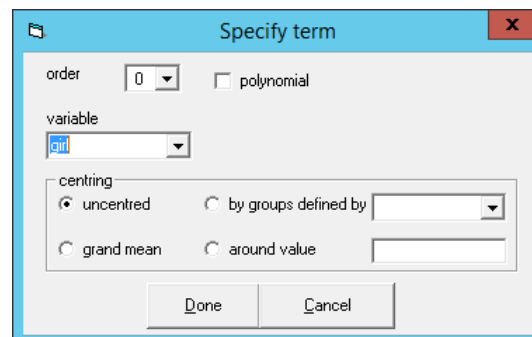 Specify term
x
order 0 polynomial
variable
girl
centring
uncentred by groups defined by
grand mean around value
Done Cancel